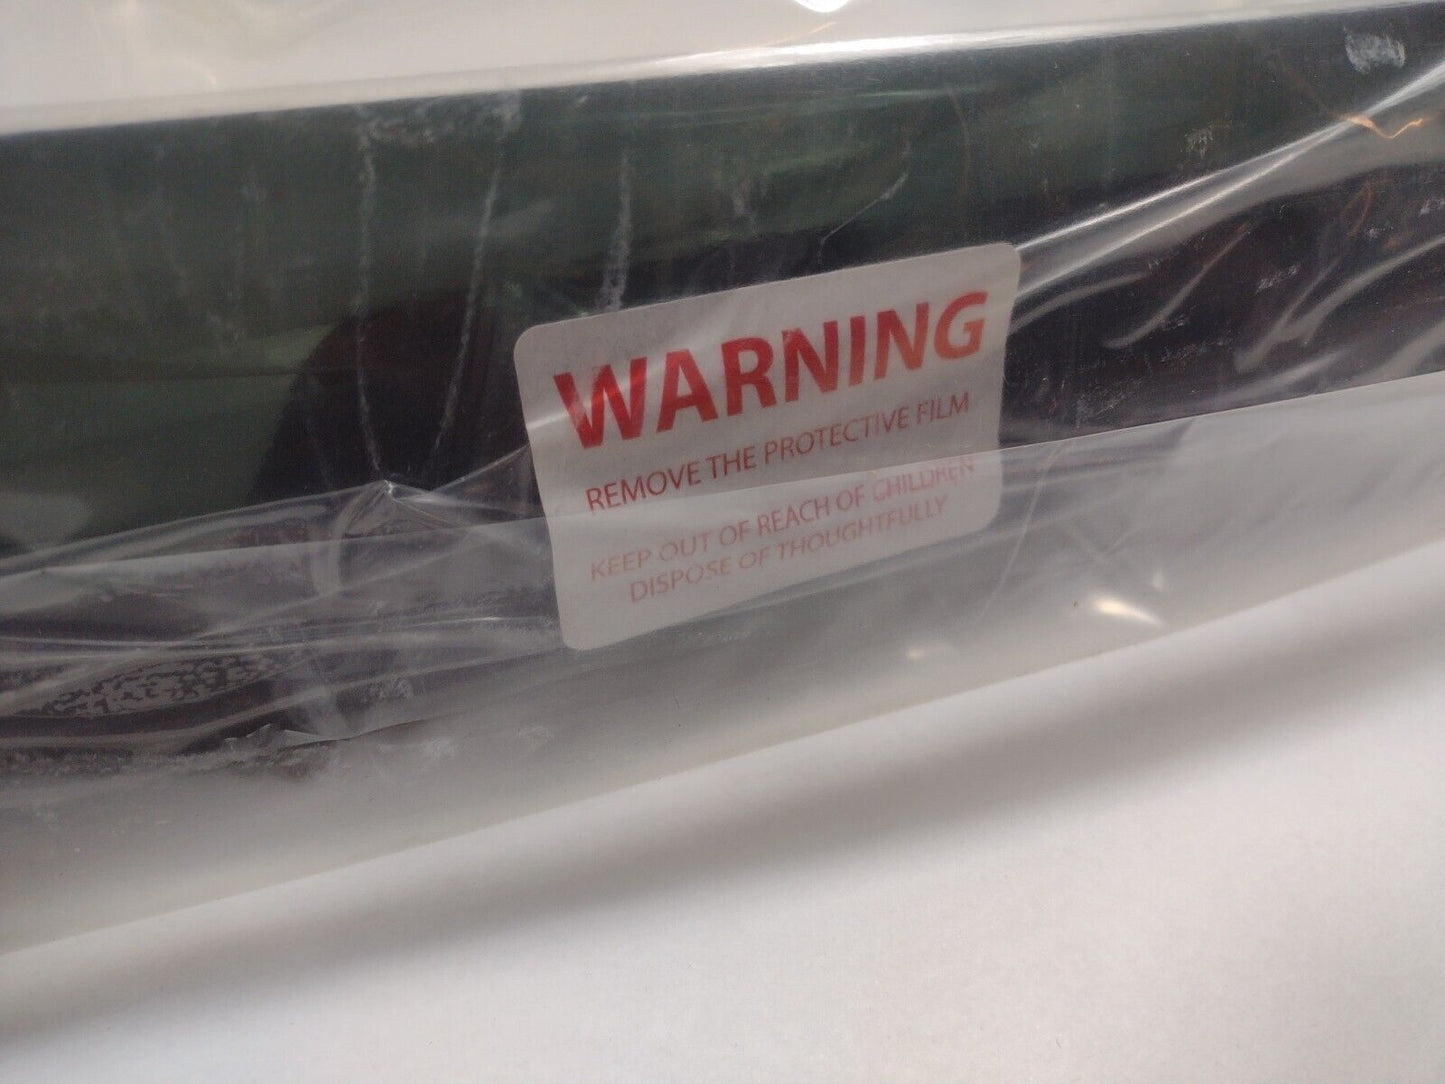 WARNING
REMOVE THE PROTECTIVE FILM
KEEP OUT OF REACH OF CHILDREN
DISPOSE OF THOUGHTFULLY